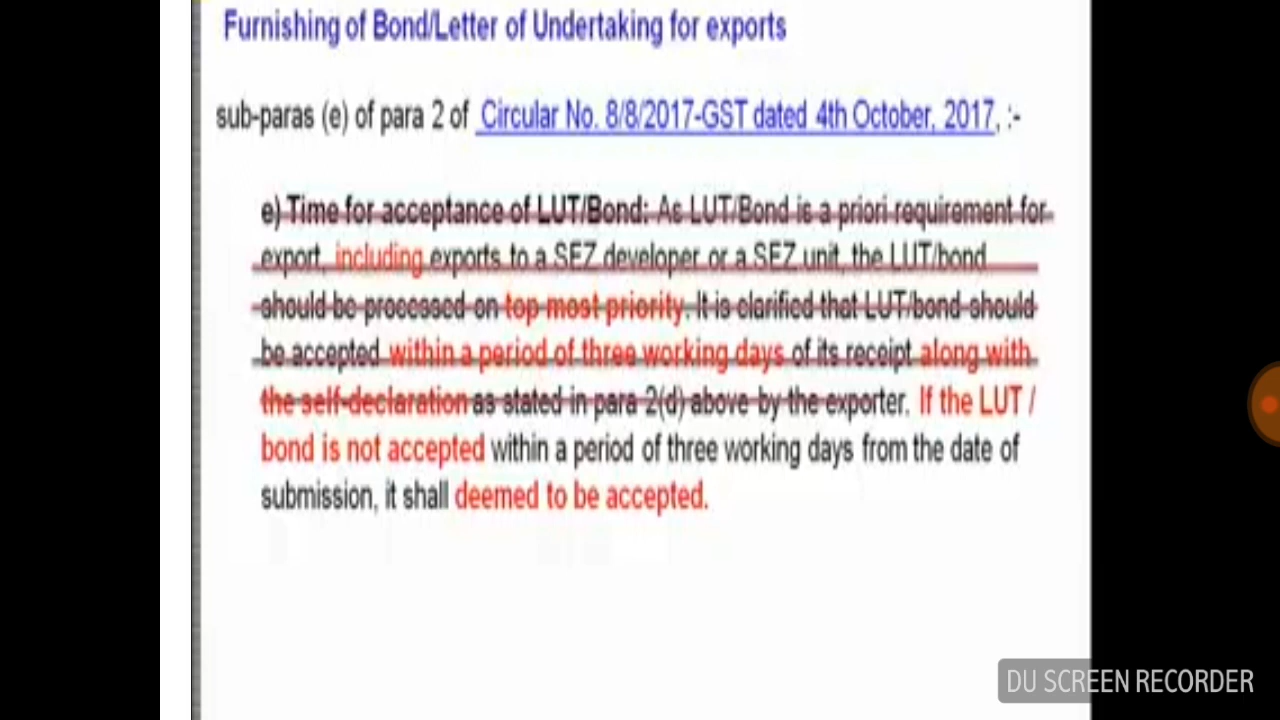 Furnishing of Bond/Letter of Undertaking for exports
sub-paras (e) of para 2 of Circular No. 8/8/2017-GST dated 4th October, 2017, :-
e) Time for acceptance of LUT/Bond: As LUT/Bond is a priori requirement for
export, including exports to a SEZ developer or a SEZ unit, the LUT/bond
should be processed on top most priority. It is clarified that LUT/bond should
be accepted within a period of three working days of its receipt along with
the self-declaration as stated in para 2(d) above by the exporter. If the LUT /
bond is not accepted within a period of three working days from the date of
submission, it shall deemed to be accepted.
DU SCREEN RECORDER